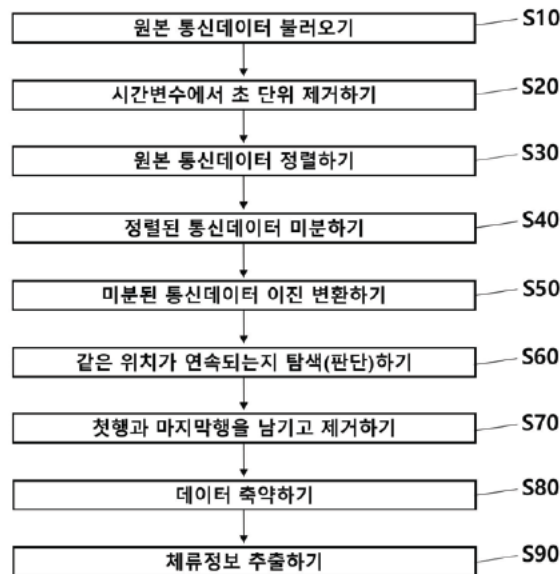 원본 통신데이터 불러오기 S10
시간변수에서 초 단위 제거하기 S20
원본 통신데이터 정렬하기 S30
정렬된 통신데이터 미분하기 S40
미분된 통신데이터 이진 변환하기 S50
같은 위치가 연속되는지 탐색(판단)하기 S60
첫행과 마지막행을 남기고 제거하기 S70
데이터 축약하기 S80
체류정보 추출하기 S90